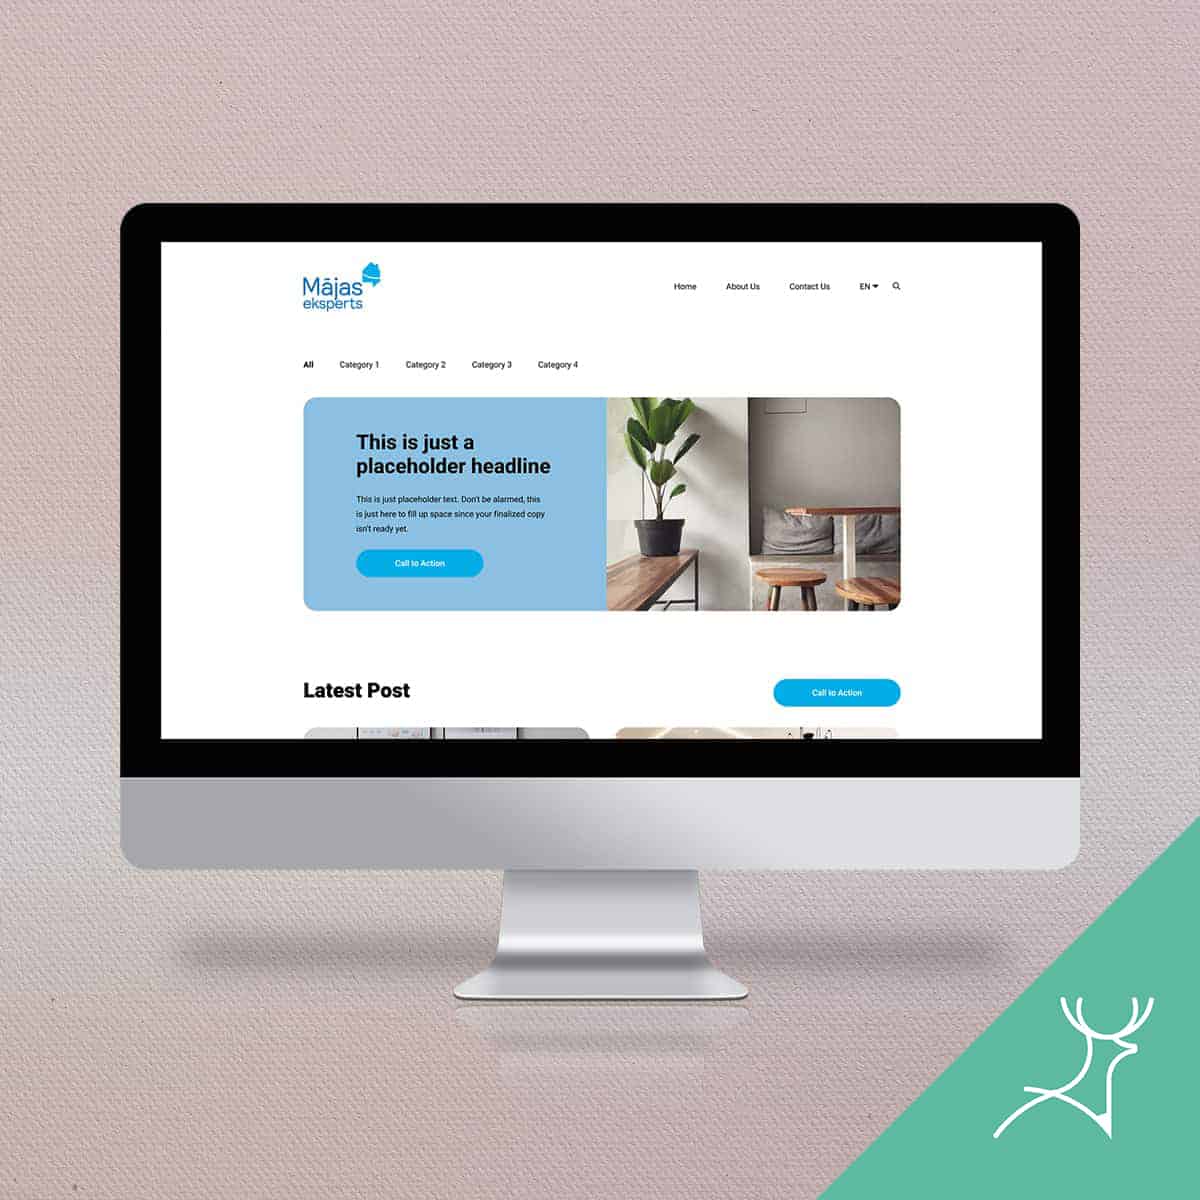 Mājas
eksperts
Home About Us Contact Us EN
All Category 1 Category 2 Category 3 Category 4
This is just a
placeholder headline
This is just placeholder text. Don't be alarmed, this
is just here to fill up space since your finalized copy
isn't ready yet.
Call to Action
Latest Post
Call to Action